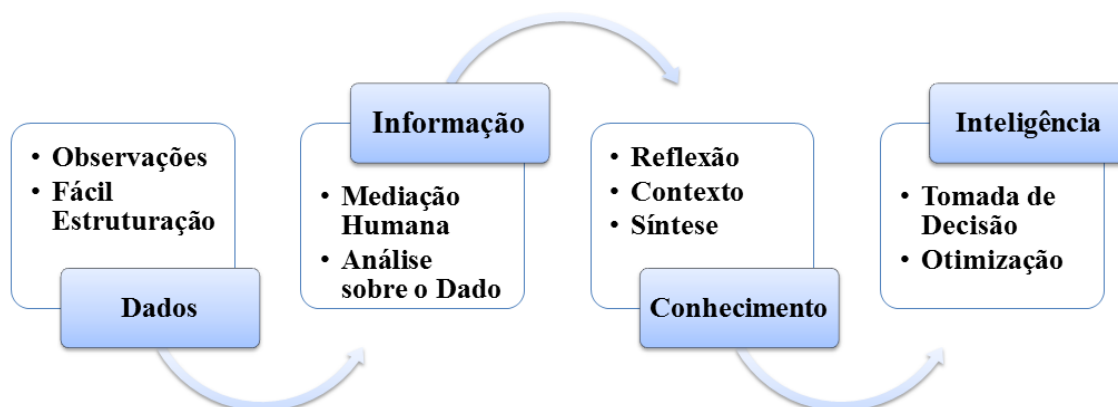 • Observações
• Fácil
Estruturação
Dados
Informação
• Mediação
Humana
• Análise
sobre o Dado
• Reflexão
• Contexto
• Síntese
Conhecimento
Inteligência
• Tomada de
Decisão
• Otimização